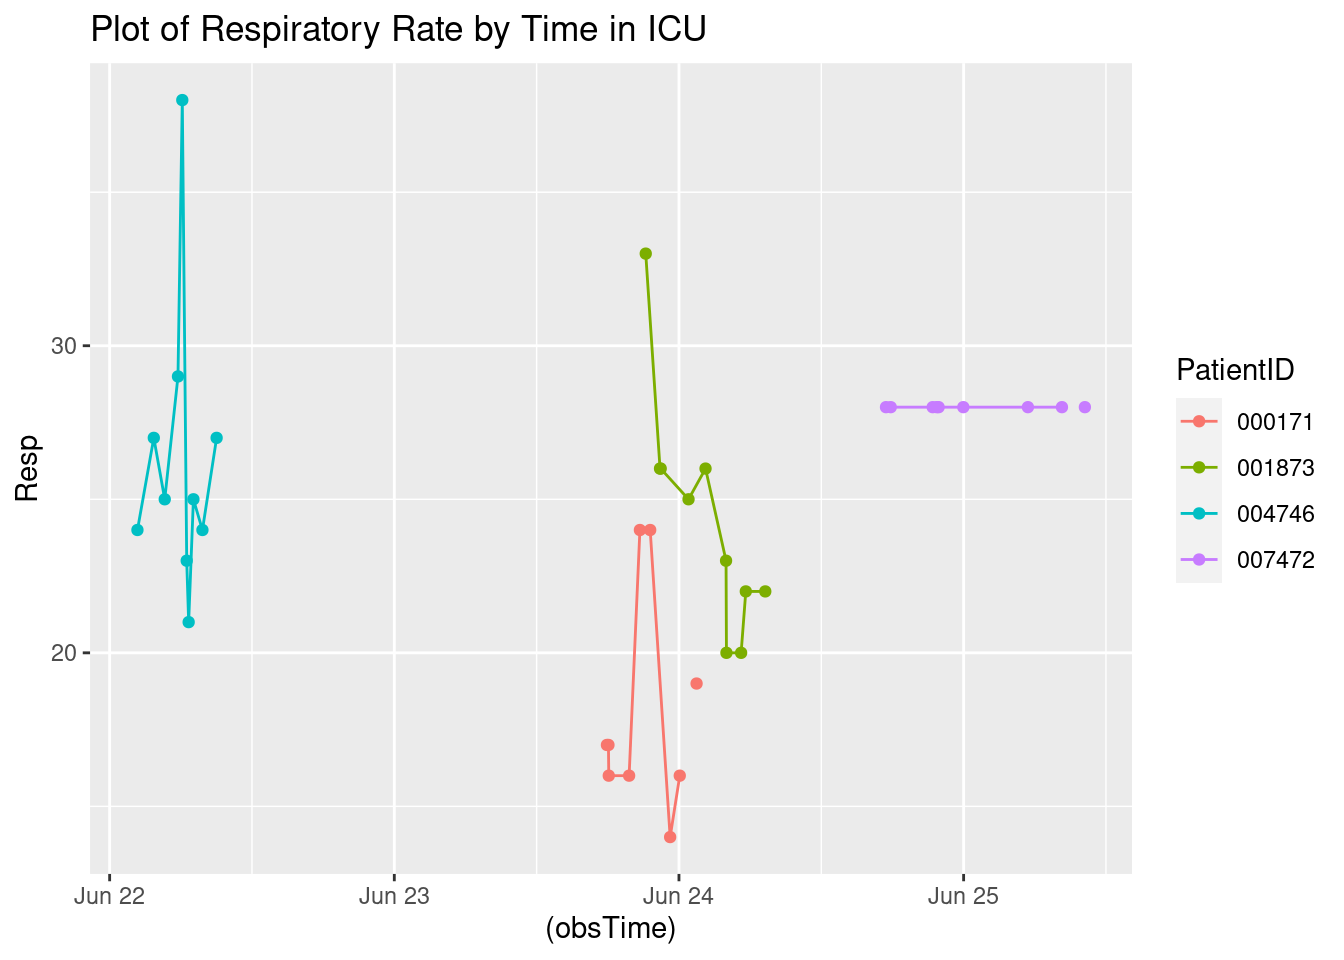 Plot of Respiratory Rate by Time in ICU
30
20
Resp
Jun 22
Jun 23
Jun 24
Jun 25
(obsTime)
PatientID
000171
001873
004746
007472